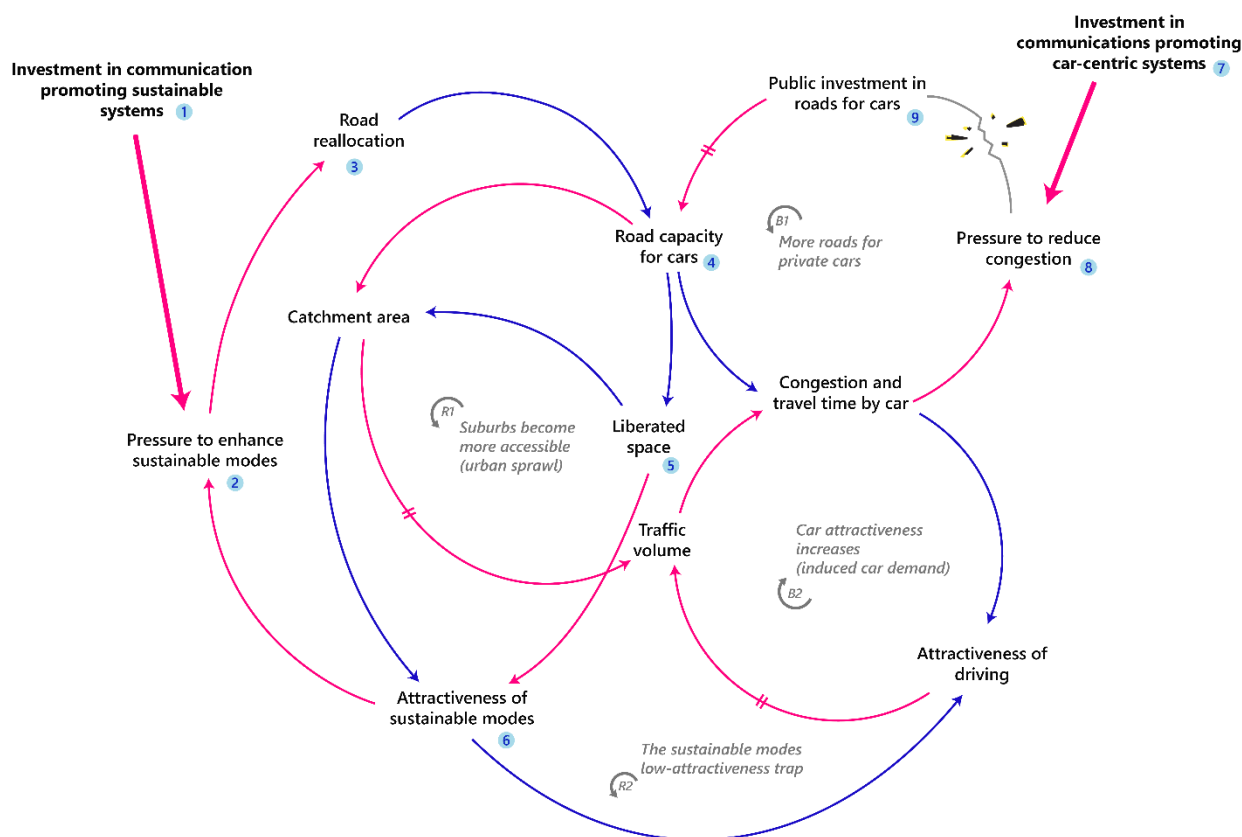 Investment in communication
promoting sustainable
systems 1
Road
reallocation
3
Public investment in
roads for cars
9
Investment in
communications promoting
car-centric systems 7
Road capacity
for cars 4
B1
More roads for
private cars
Pressure to reduce
congestion 8
Catchment area
Congestion and
travel time by car
R1
Suburbs become
more accessible
(urban sprawl)
Liberated
space
5
Pressure to enhance
sustainable modes
2
Traffic
volume
Car attractiveness
increases
(induced car demand)
B2
Attractiveness of
driving
Attractiveness of
sustainable modes
6
The sustainable modes
low-attractiveness trap
R2